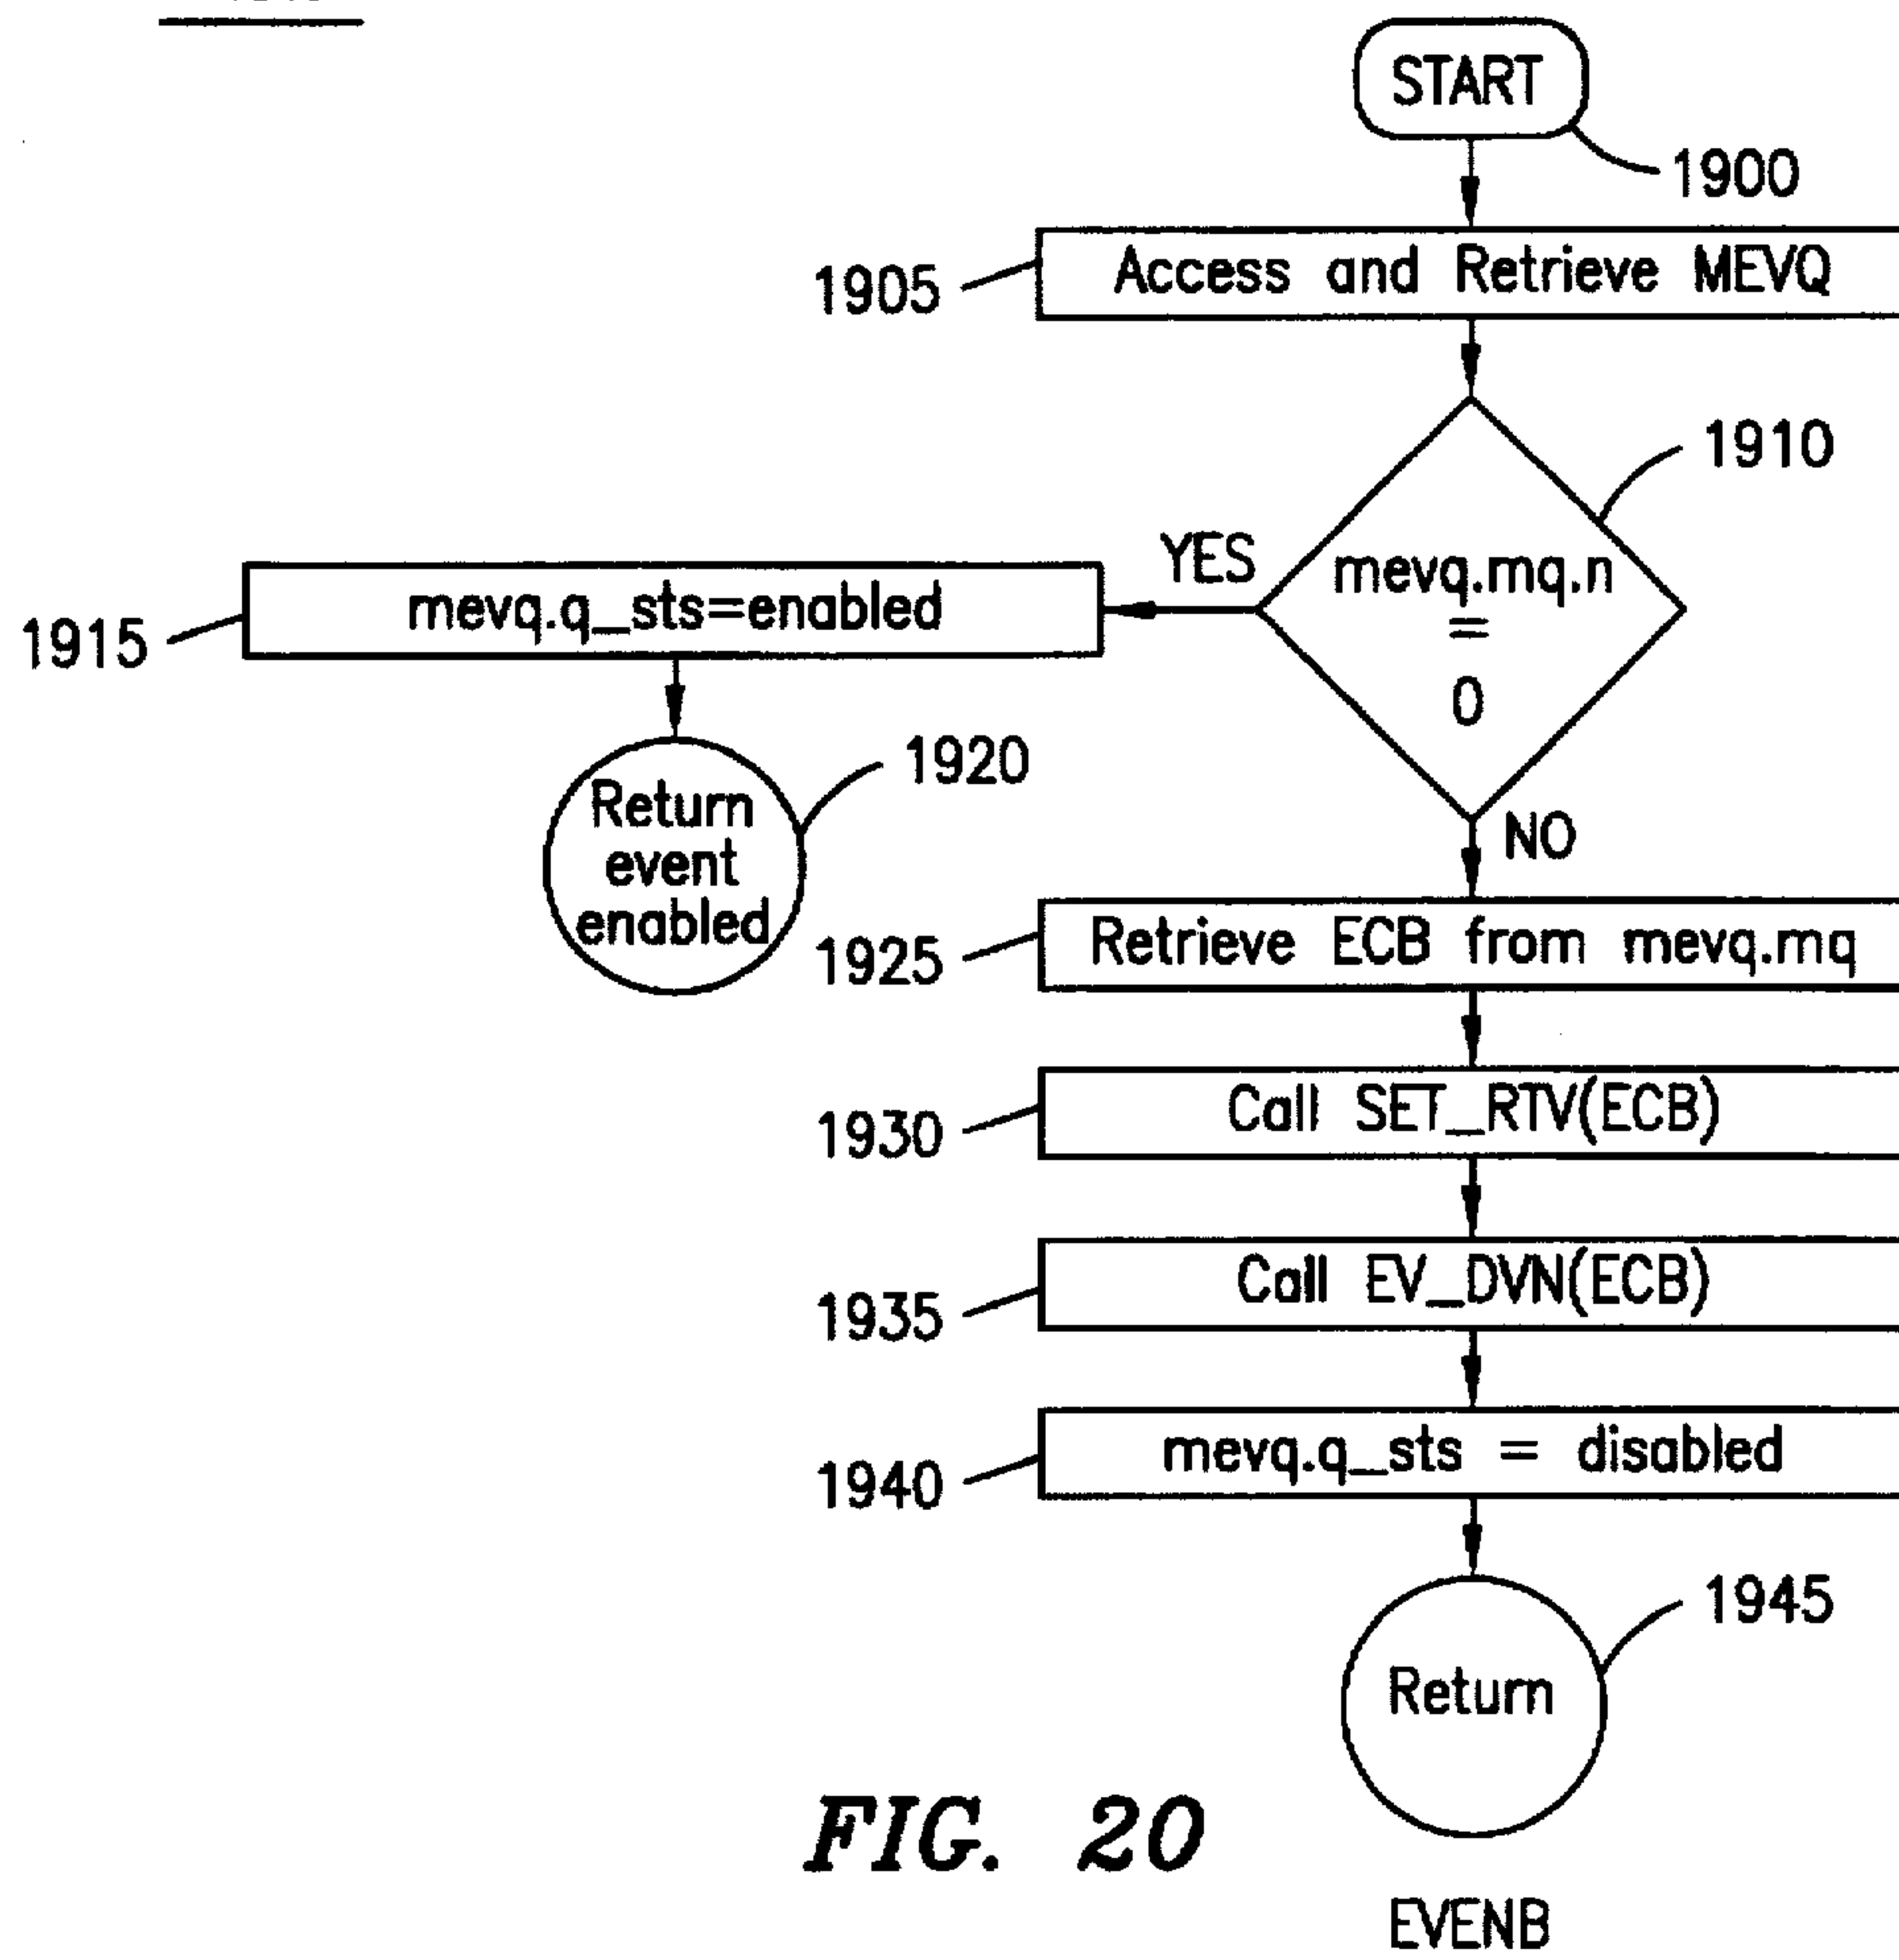 START
1900
1905
Access and Retrieve MEVQ
1910
YES
mevq.mq.n
=
0
1915
mevq.q_sts=enabled
1920
Return
event
enabled
NO
1925
Retrieve ECB from mevq.mq
1930
Call SET_RTV(ECB)
1935
Call EV_DVN(ECB)
1940
mevq.q_sts = disabled
1945
Return
FIG. 20
EVENB